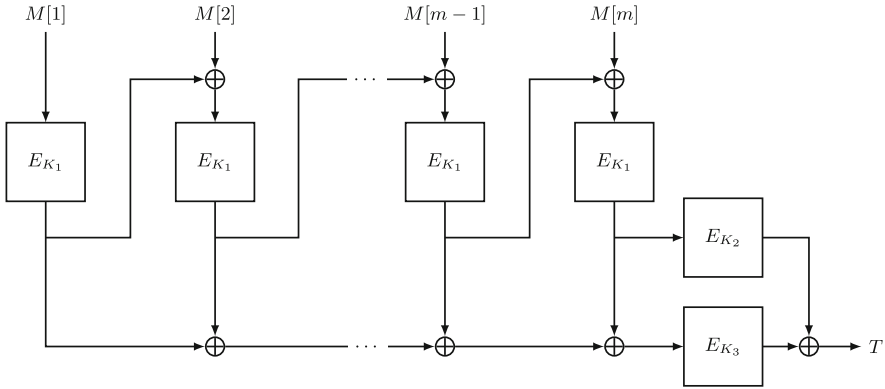 M[1] M[2] M[m − 1] M[m]
···
E_{K_1} E_{K_1} E_{K_1} E_{K_1}
E_{K_2}
··· E_{K_3} T